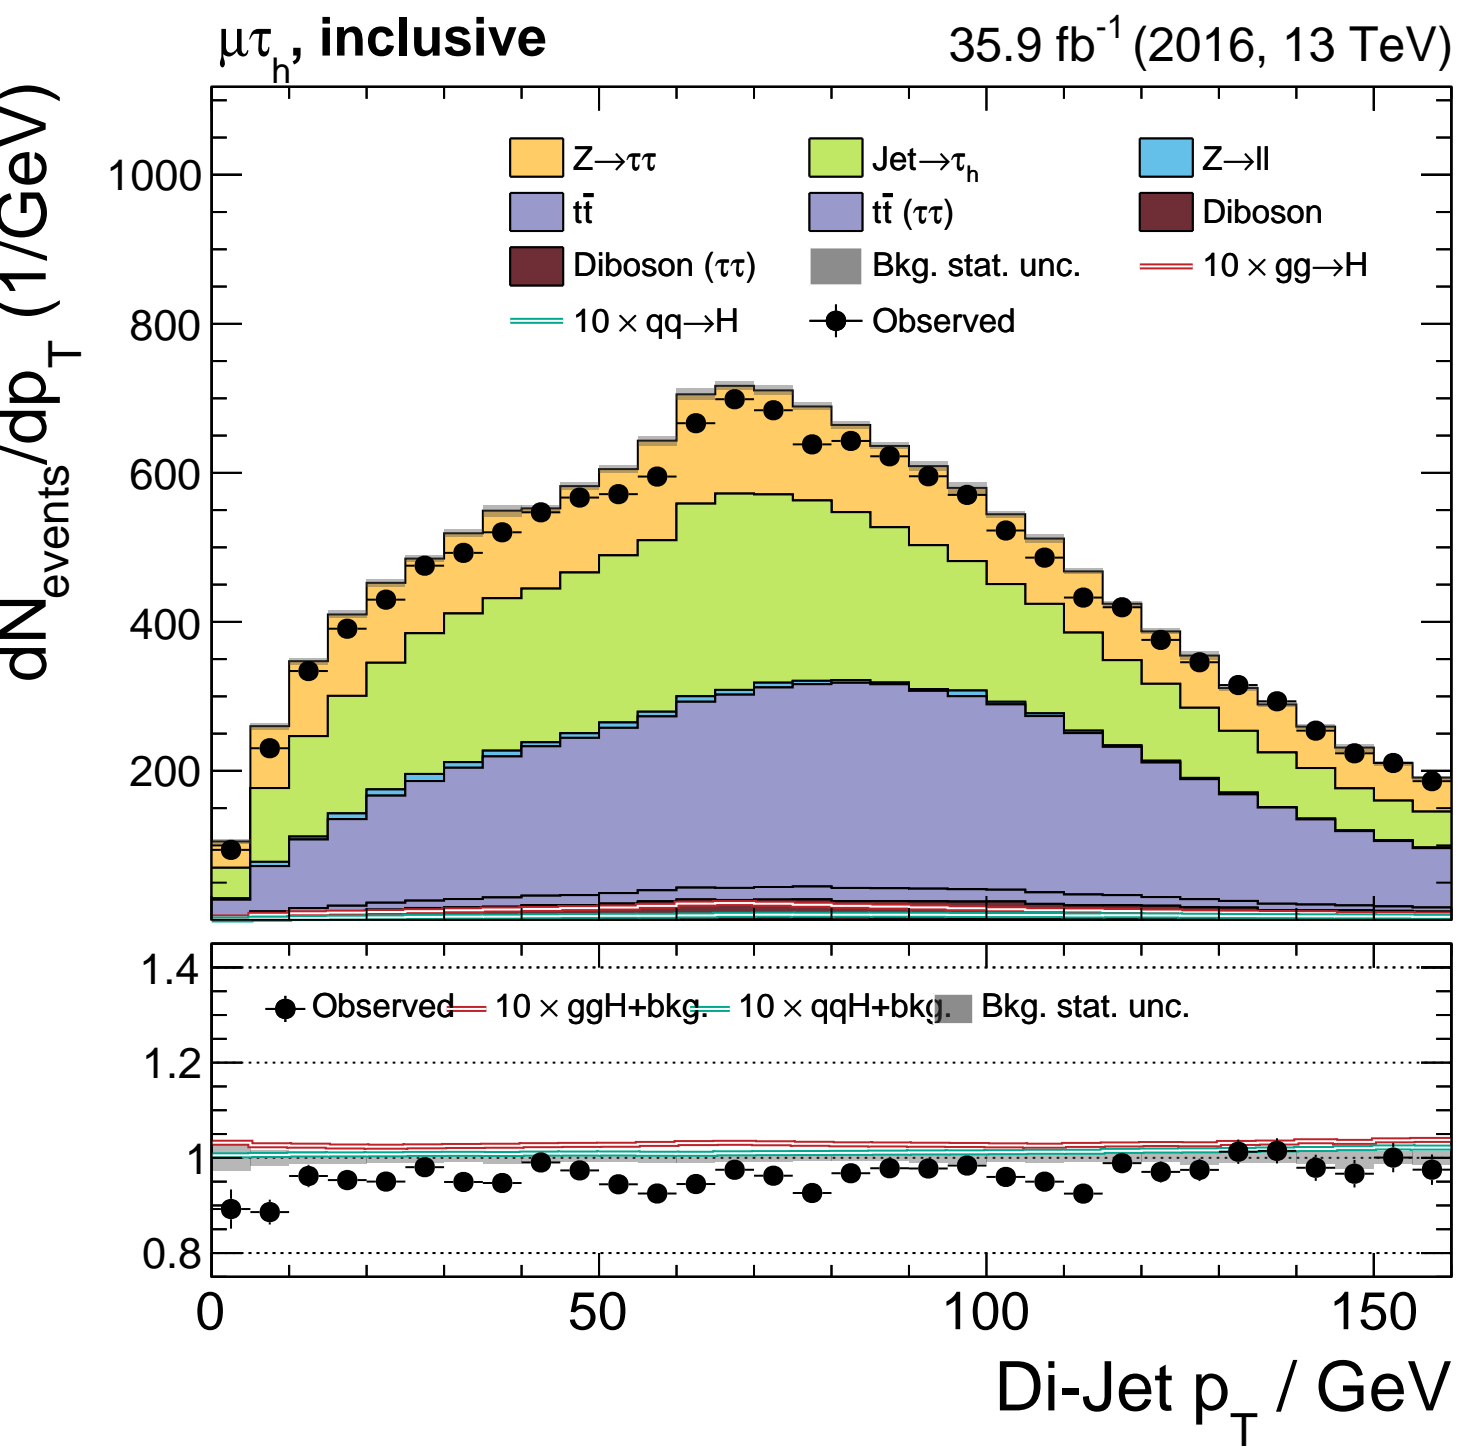 μτh, inclusive 35.9 fb-1 (2016, 13 TeV)
dNevents/dpT (1/GeV)
Z→ττ Jet→τh Z→ll
tt̄ tt̄ (ττ) Diboson
Diboson (ττ) Bkg. stat. unc. 10 × gg→H
10 × qq→H Observed
1000
800
600
400
200
1.4
Observed 10 × ggH+bkg. 10 × qqH+bkg. Bkg. stat. unc.
1.2
1
0.8
0 50 100 150
Di-Jet pT / GeV